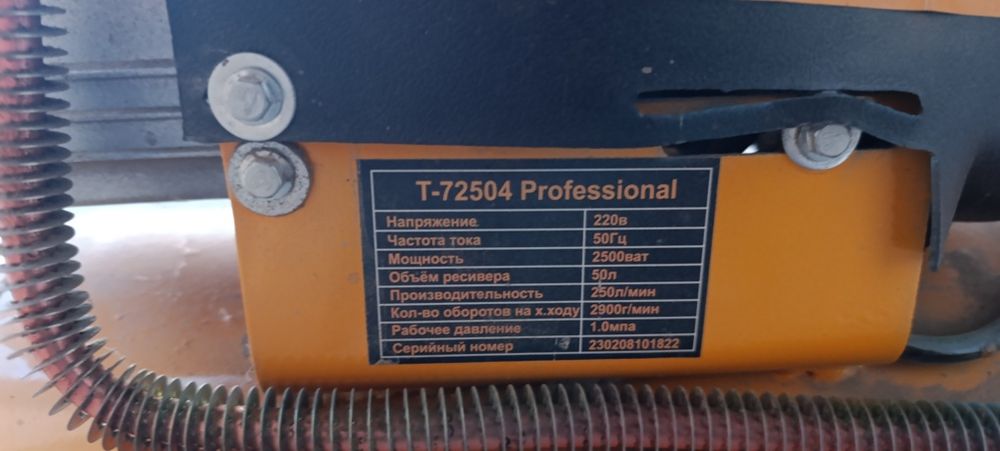 T-72504 Professional
Напряжение 220в
Частота тока 50Гц
Мощность 2500ват
Объём ресивера 50л
Производительность 250л/мин
Кол-во оборотов на х.ходу 2900г/мин
Рабочее давление 1.0мпа
Серийный номер 230208101822